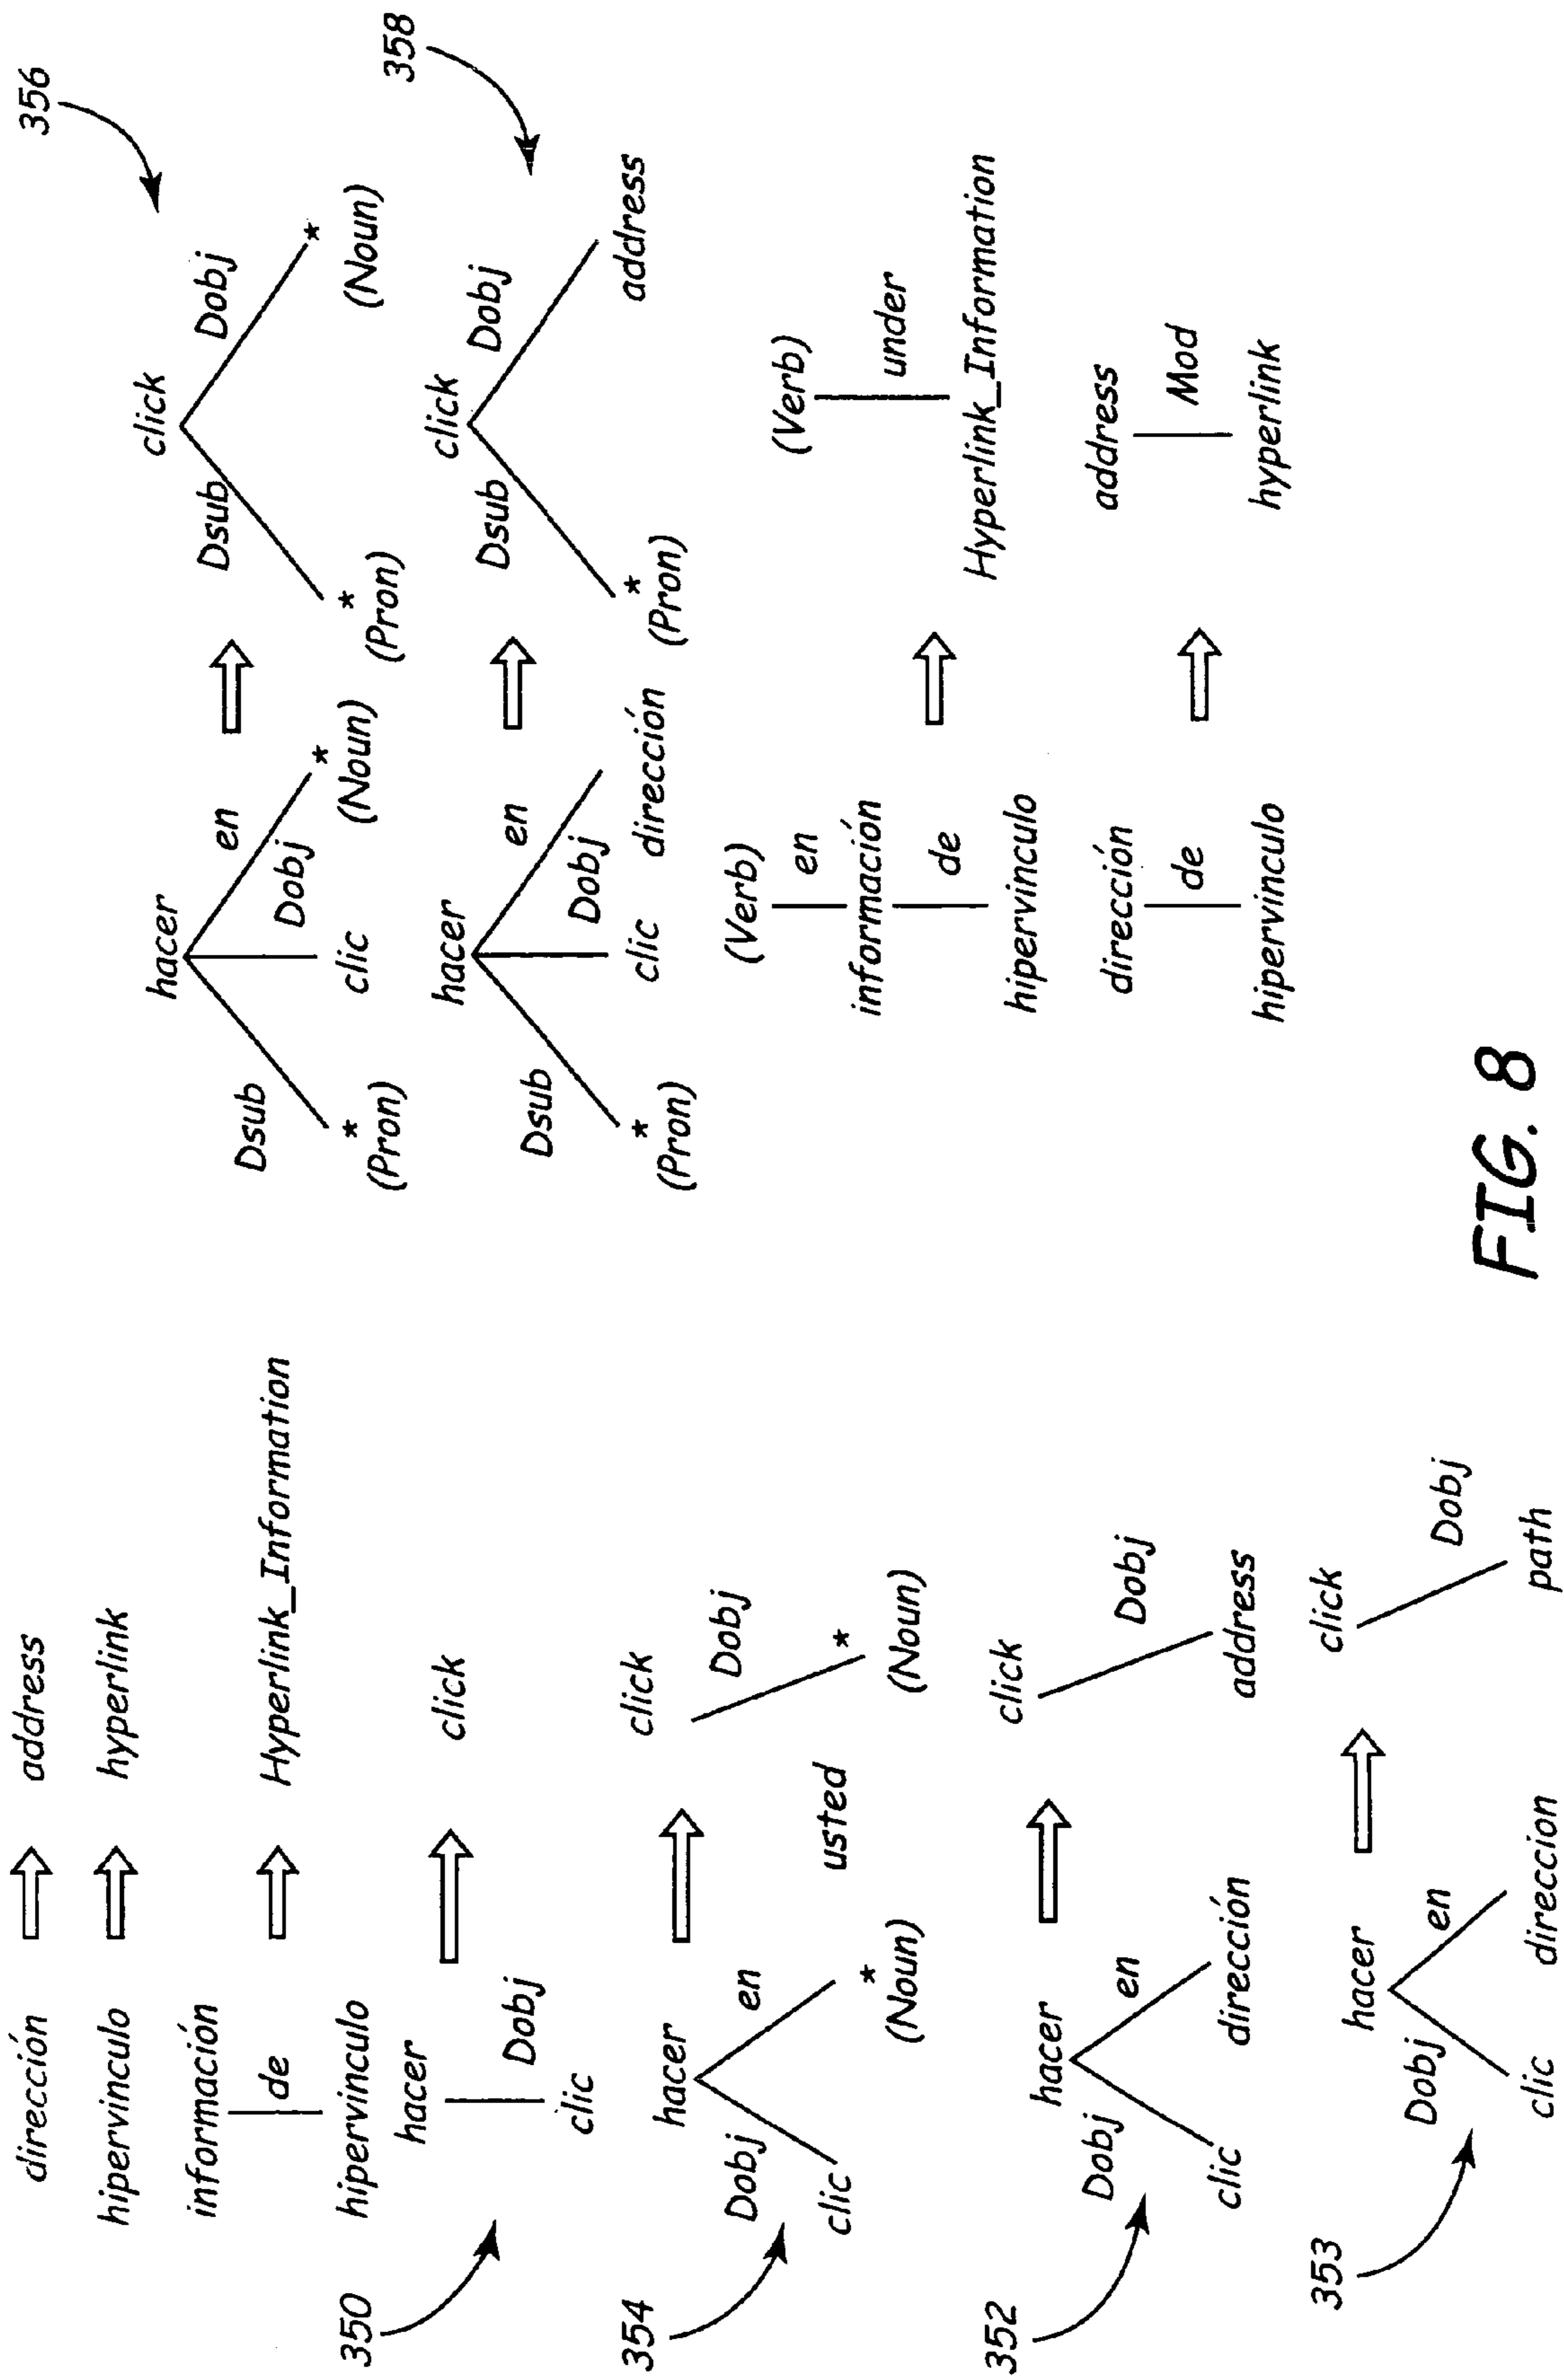 dirección address
hipervinculo hyperlink
información
de
hipervinculo
Hyperlink_Information
350
hacer
Dobj
clic
click
354
hacer
Dobj en
clic
*
(Noun)
usted
click
Dobj
*
(Noun)
352
hacer
Dobj en
clic dirección
click
Dobj
address
353
hacer
Dobj en
clic direccion
click
Dobj
path
356
hacer
Dsub en
Dobj
*
(Pron)
clic
*
(Noun)
click
Dsub Dobj
*
(Pron)
*
(Noun)
358
hacer
Dsub en
Dobj
*
(Pron)
clic dirección
click
Dsub Dobj
*
(Pron)
address
(Verb)
en
información
de
hipervinculo
(Verb)
under
Hyperlink_Information
dirección
de
hipervinculo
address
Mod
hyperlink
FIG. 8